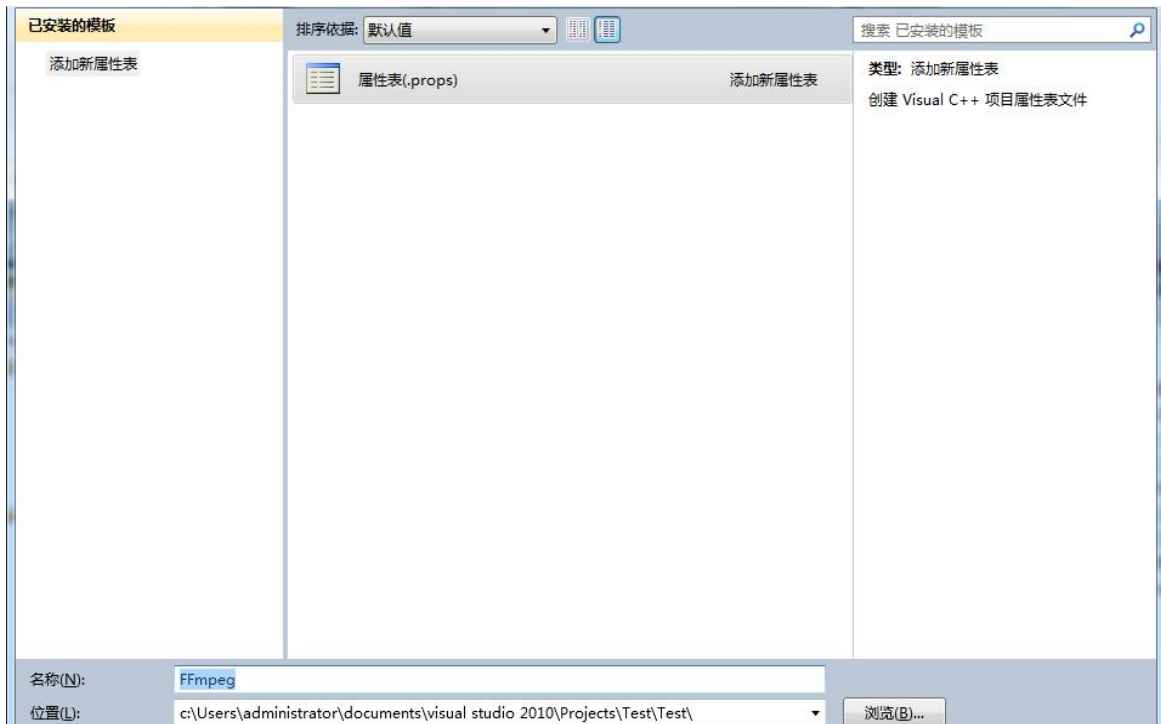 已安装的模板
添加新属性表
排序依据: 默认值
属性表(.props) 添加新属性表
搜索 已安装的模板
类型: 添加新属性表
创建 Visual C++ 项目属性表文件
名称(N): FFmpeg
位置(L): c:\Users\administrator\documents\visual studio 2010\Projects\Test\Test\ 浏览(B)...